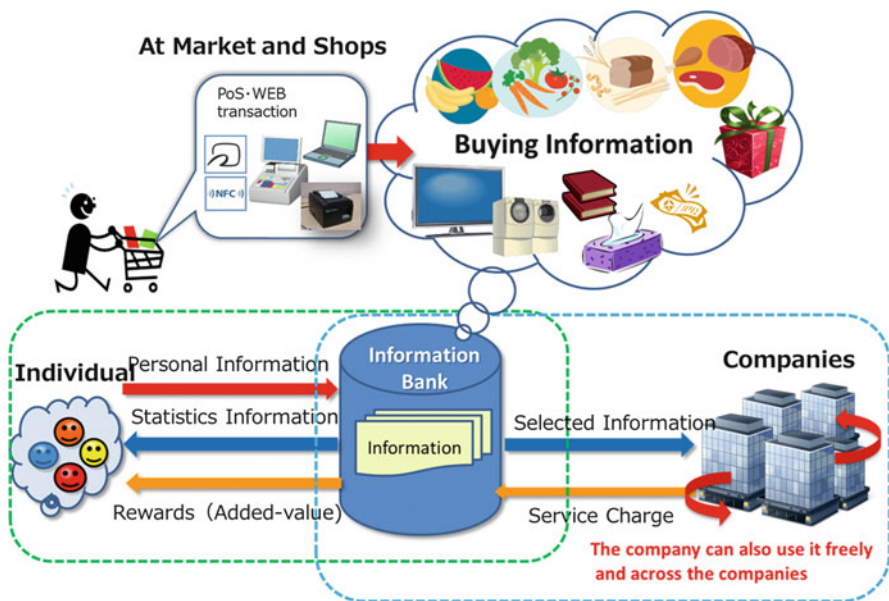 At Market and Shops
PoS・WEB
transaction
NFC
Buying Information
Individual
Personal Information
Statistics Information
Rewards (Added-value)
Information
Bank
Information
Companies
Selected Information
Service Charge
The company can also use it freely
and across the companies